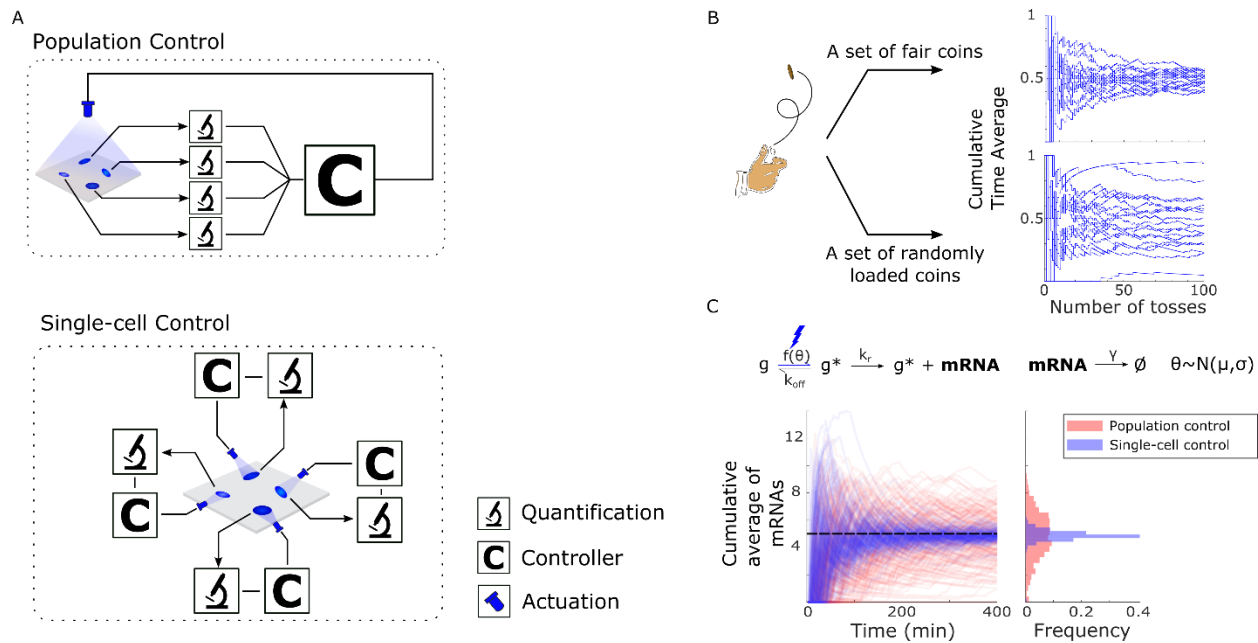 A
Population Control
C
Single-cell Control
C
C
C
C
Quantification
C Controller
Actuation
B
A set of fair coins
A set of randomly
loaded coins
Cumulative
Time Average
1
0.5
1
0.5
0
50
100
Number of tosses
C
g f(θ) k_off g* k_r g* + mRNA mRNA γ ∅ θ~N(μ,σ)
Cumulative
average of
mRNAs
12
8
4
0
200
400
Time (min)
Population control
Single-cell control
0
0.2
0.4
Frequency